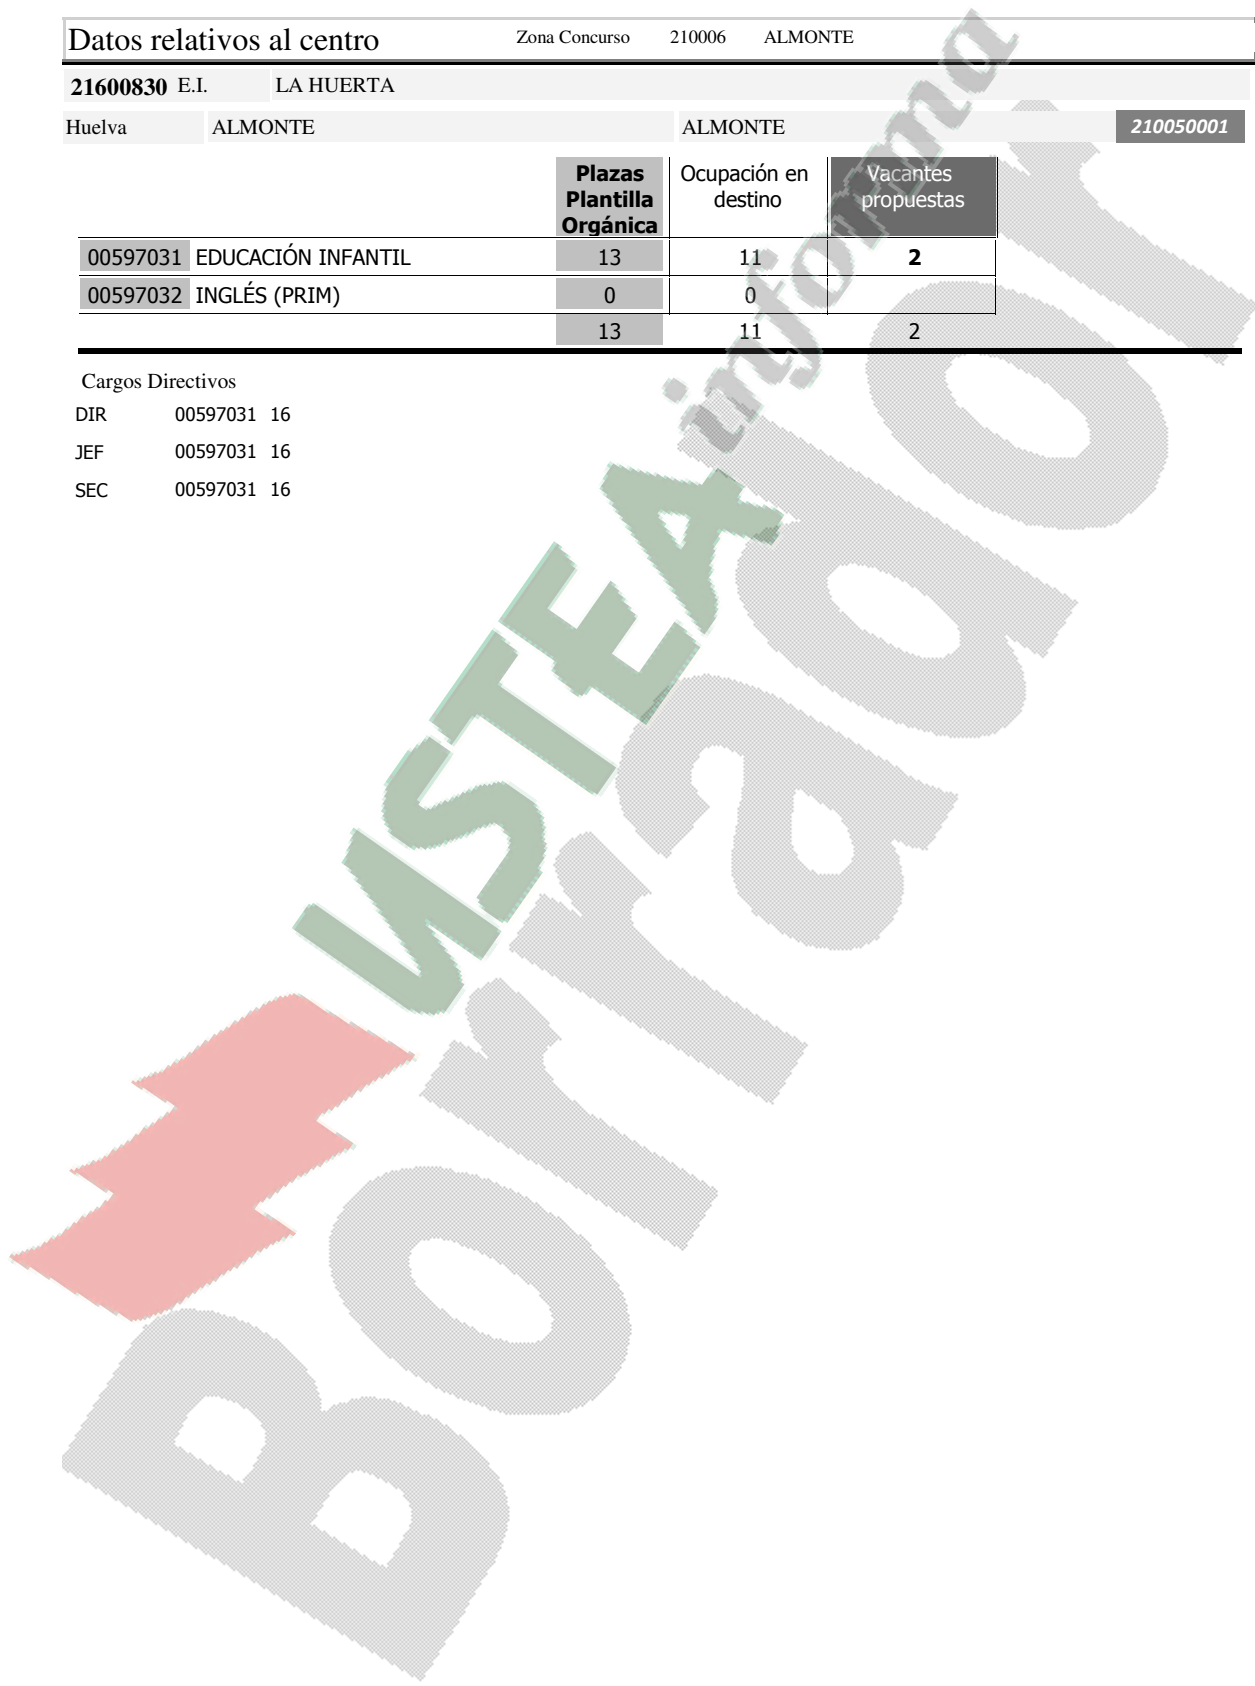 Datos relativos al centro Zona Concurso 210006 ALMONTE
21600830 E.I. LA HUERTA
Huelva ALMONTE ALMONTE 210050001
Plazas Plantilla Orgánica Ocupación en destino Vacantes propuestas
00597031 EDUCACIÓN INFANTIL 13 11 2
00597032 INGLÉS (PRIM) 0 0
13 11 2
Cargos Directivos
DIR 00597031 16
JEF 00597031 16
SEC 00597031 16
USTEA informa
Borrador